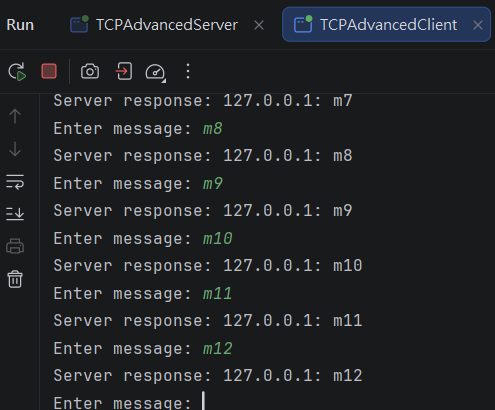 Run TCPAdvancedServer TCPAdvancedClient
Server response: 127.0.0.1: m7
Enter message: m8
Server response: 127.0.0.1: m8
Enter message: m9
Server response: 127.0.0.1: m9
Enter message: m10
Server response: 127.0.0.1: m10
Enter message: m11
Server response: 127.0.0.1: m11
Enter message: m12
Server response: 127.0.0.1: m12
Enter message: